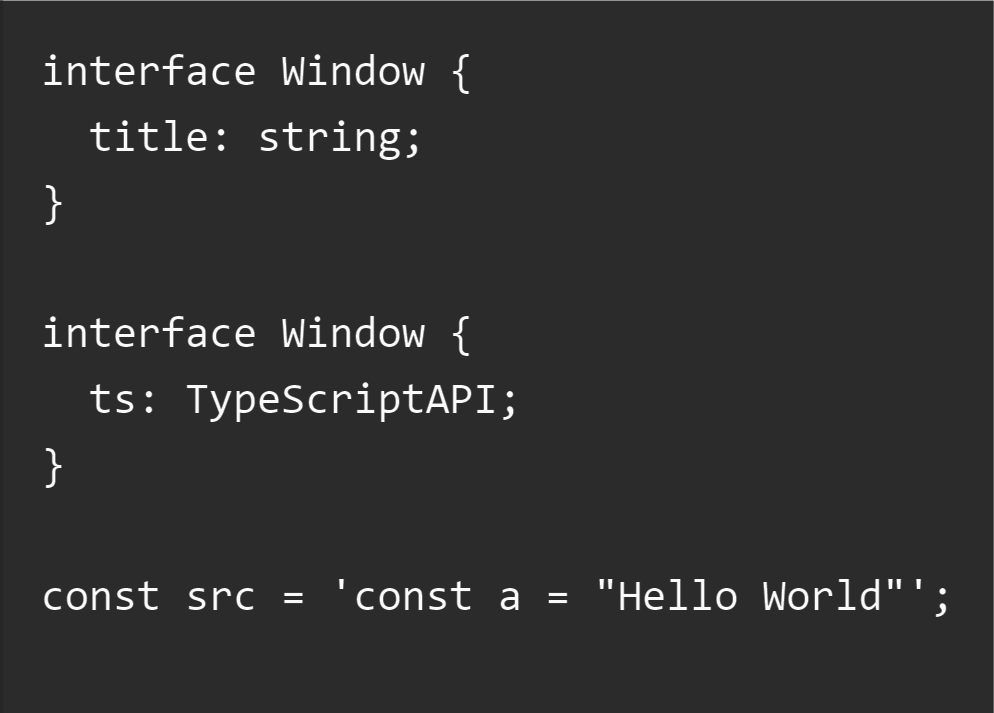 interface Window {
  title: string;
}

interface Window {
  ts: TypeScriptAPI;
}

const src = 'const a = "Hello World"';